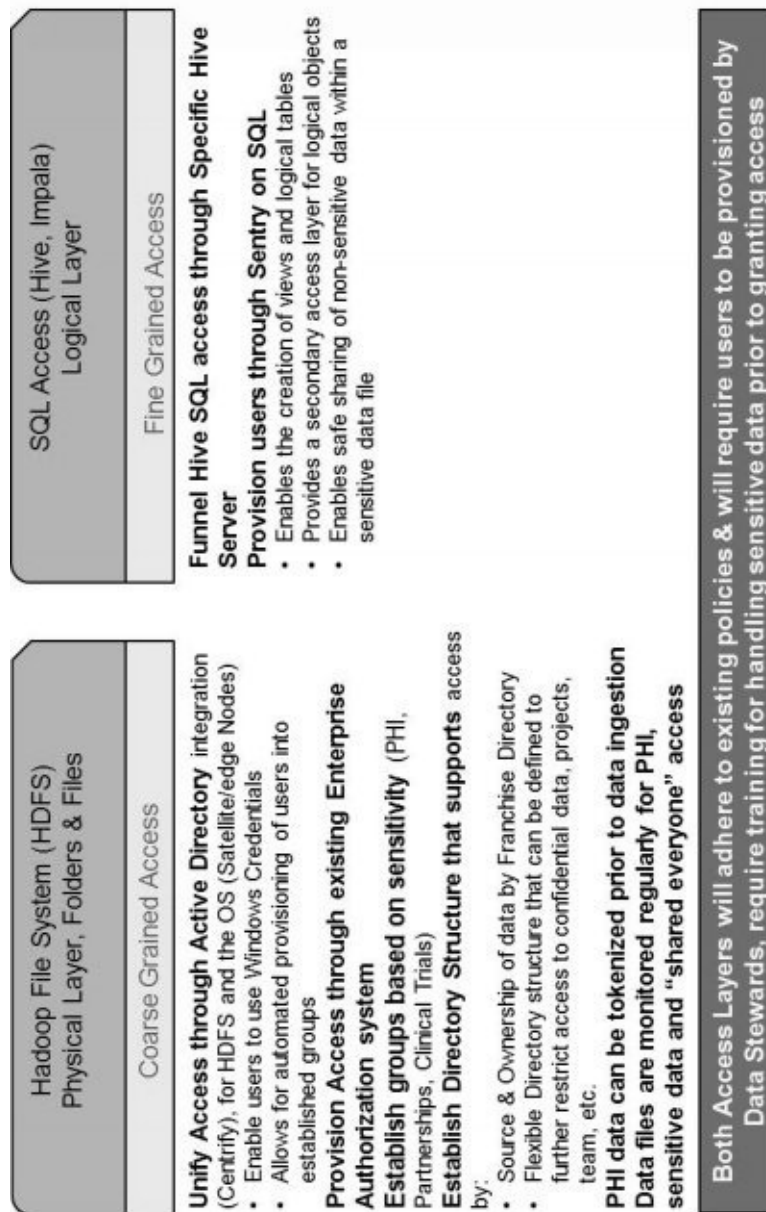 Hadoop File System (HDFS)
Physical Layer, Folders & Files
Coarse Grained Access
Unify Access through Active Directory integration
(Centrify), for HDFS and the OS (Satellite/edge Nodes)
• Enable users to use Windows Credentials
• Allows for automated provisioning of users into
established groups
Provision Access through existing Enterprise
Authorization system
Establish groups based on sensitivity (PHI,
Partnerships, Clinical Trials)
Establish Directory Structure that supports access
by:
• Source & Ownership of data by Franchise Directory
• Flexible Directory structure that can be defined to
further restrict access to confidential data, projects,
team, etc.
PHI data can be tokenized prior to data ingestion
Data files are monitored regularly for PHI,
sensitive data and “shared everyone” access
SQL Access (Hive, Impala)
Logical Layer
Fine Grained Access
Funnel Hive SQL access through Specific Hive
Server
Provision users through Sentry on SQL
• Enables the creation of views and logical tables
• Provides a secondary access layer for logical objects
• Enables safe sharing of non-sensitive data within a
sensitive data file
Both Access Layers will adhere to existing policies & will require users to be provisioned by
Data Stewards, require training for handling sensitive data prior to granting access